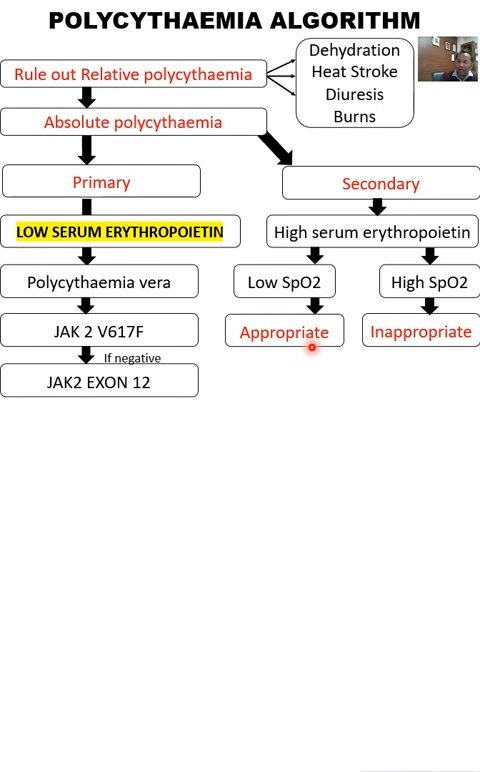 POLYCYTHAEMIA ALGORITHM
Rule out Relative polycythaemia
Dehydration
Heat Stroke
Diuresis
Burns
Absolute polycythaemia
Primary
Secondary
LOW SERUM ERYTHROPOIETIN
High serum erythropoietin
Polycythaemia vera
Low SpO2
High SpO2
JAK 2 V617F
Appropriate
Inappropriate
If negative
JAK2 EXON 12